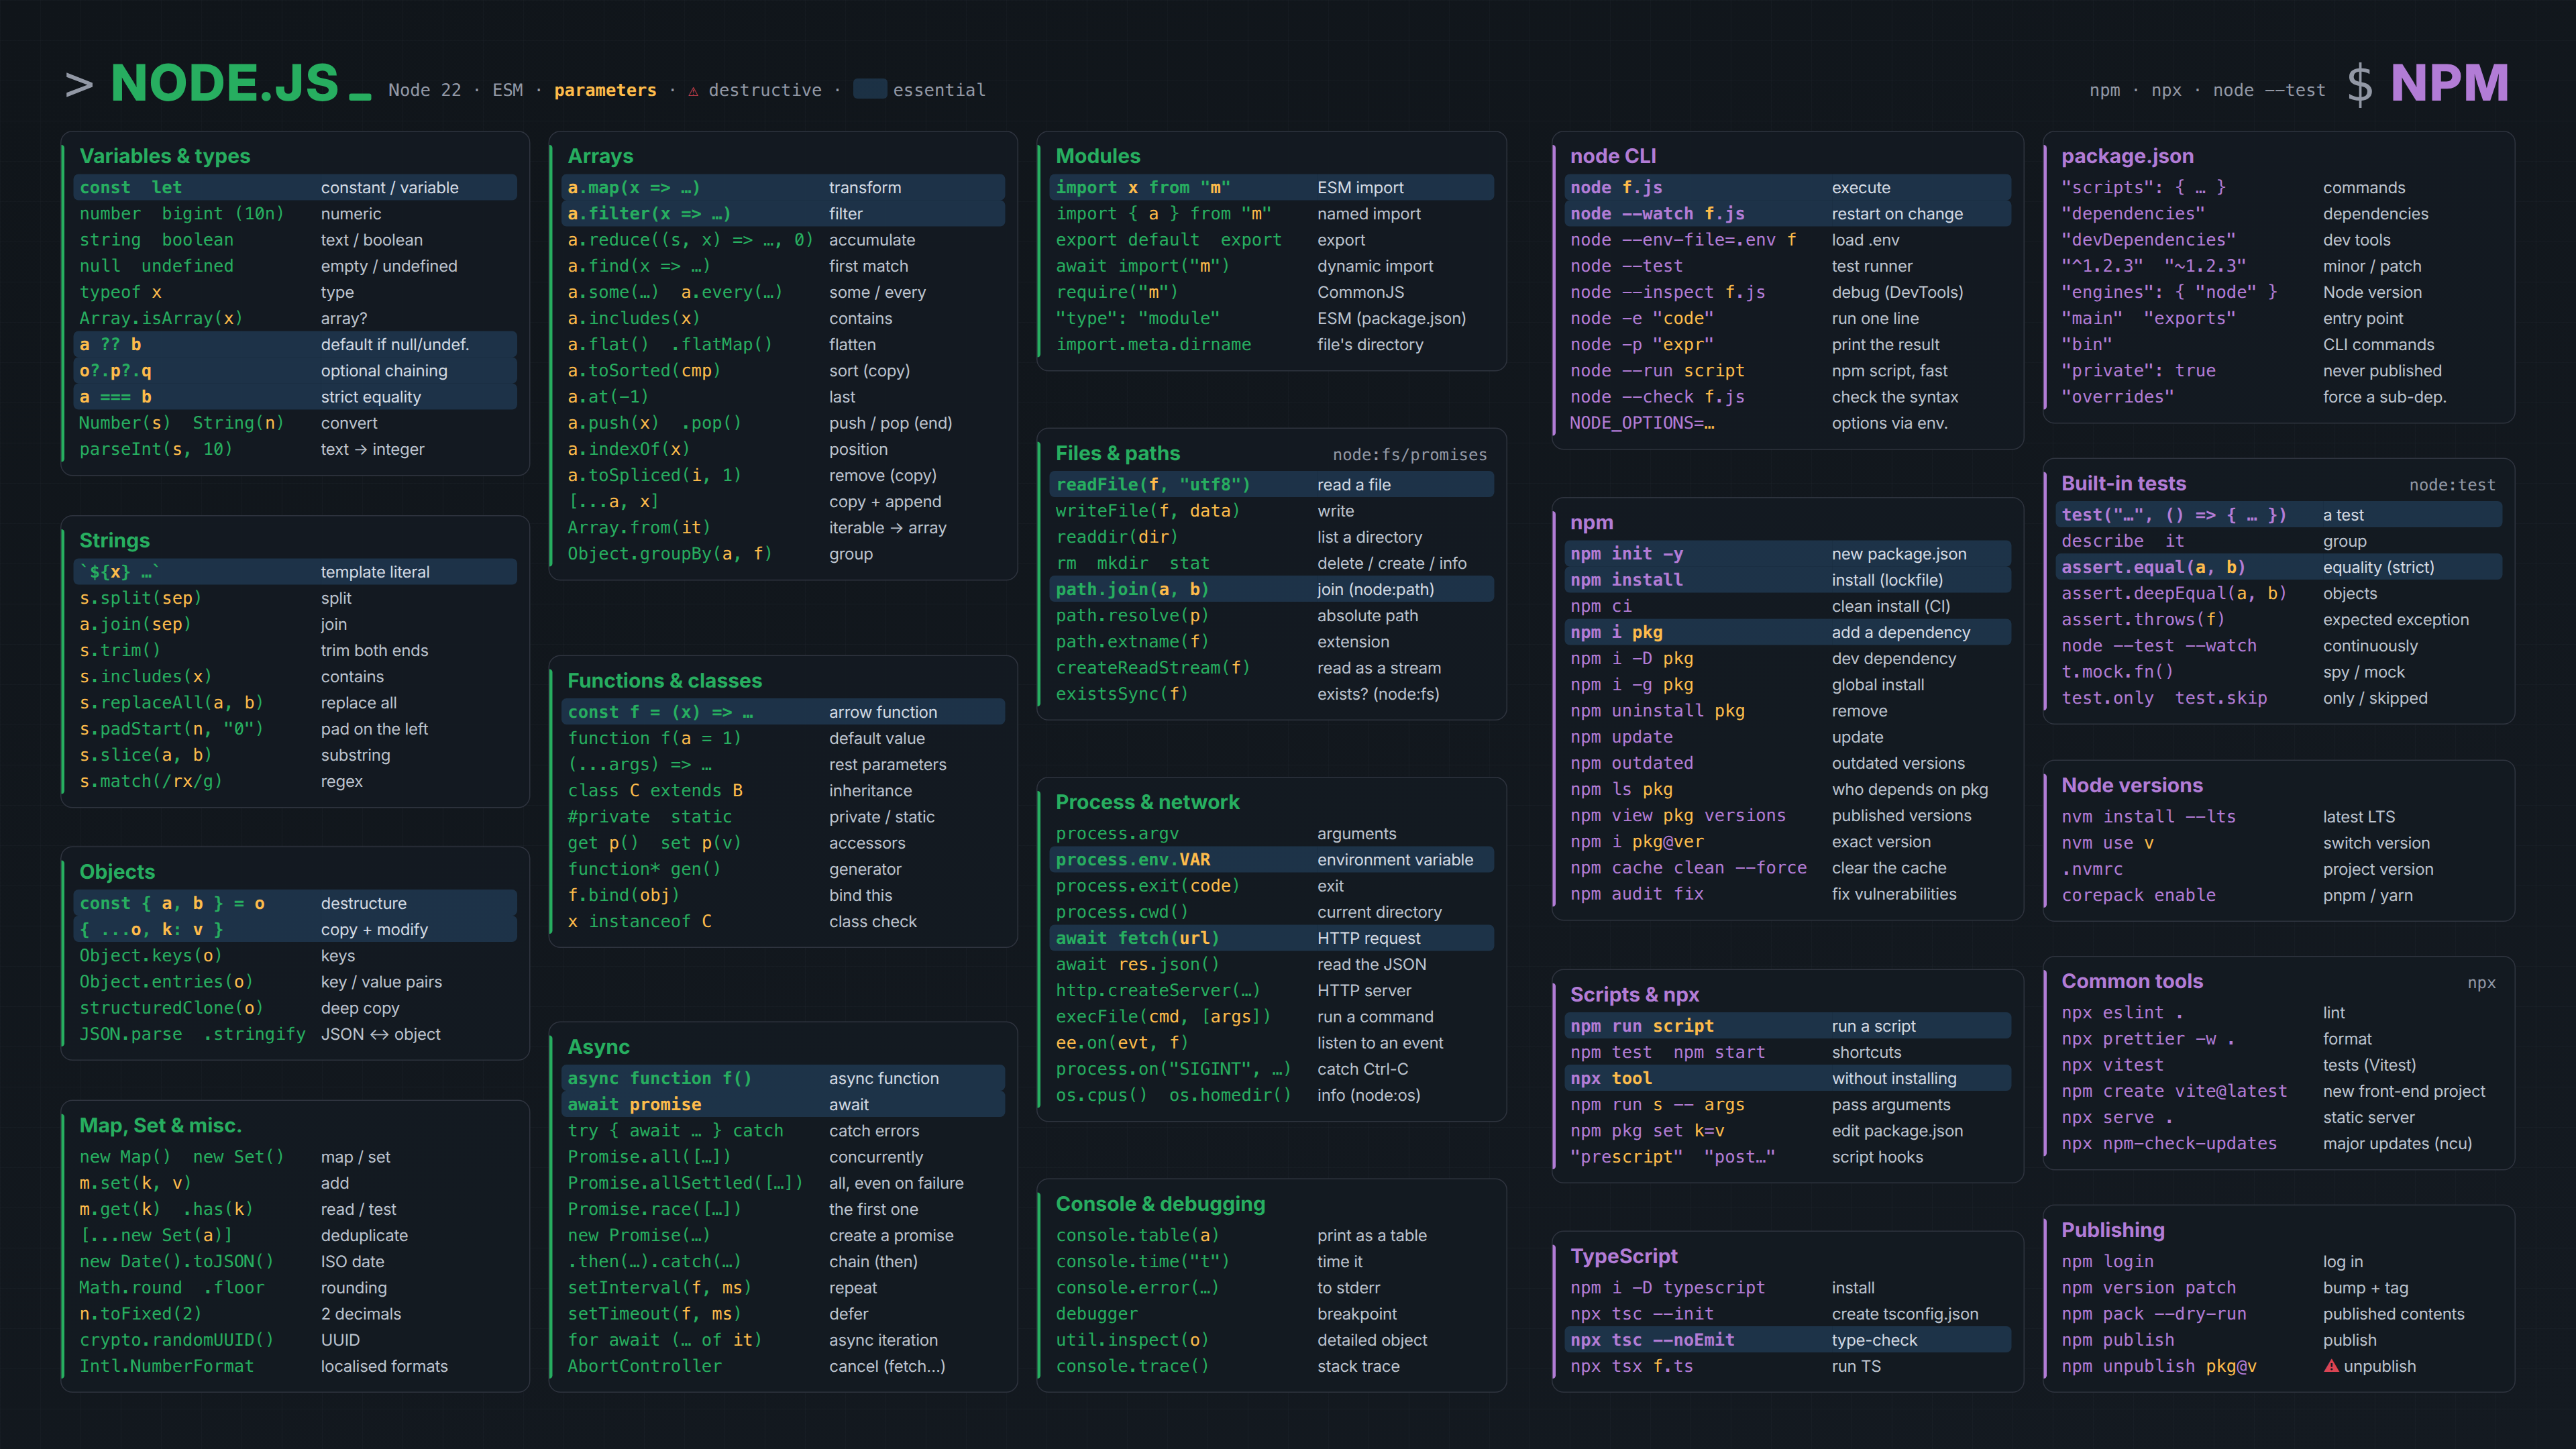 > NODE.JS_ Node 22 · ESM · parameters · ⚠ destructive · essential
npm · npx · node --test $ NPM
Variables & types
const  let  constant / variable
number  bigint (10n)  numeric
string  boolean  text / boolean
null  undefined  empty / undefined
typeof x  type
Array.isArray(x)  array?
a ?? b  default if null/undef.
o?.p?.q  optional chaining
a === b  strict equality
Number(s)  String(n)  convert
parseInt(s, 10)  text → integer
Strings
`${x} …`  template literal
s.split(sep)  split
a.join(sep)  join
s.trim()  trim both ends
s.includes(x)  contains
s.replaceAll(a, b)  replace all
s.padStart(n, "0")  pad on the left
s.slice(a, b)  substring
s.match(/rx/g)  regex
Objects
const { a, b } = o  destructure
{ ...o, k: v }  copy + modify
Object.keys(o)  keys
Object.entries(o)  key / value pairs
structuredClone(o)  deep copy
JSON.parse  .stringify  JSON ↔ object
Map, Set & misc.
new Map()  new Set()  map / set
m.set(k, v)  add
m.get(k)  .has(k)  read / test
[...new Set(a)]  deduplicate
new Date().toJSON()  ISO date
Math.round  .floor  rounding
n.toFixed(2)  2 decimals
crypto.randomUUID()  UUID
Intl.NumberFormat  localised formats
Arrays
a.map(x => …)  transform
a.filter(x => …)  filter
a.reduce((s, x) => …, 0)  accumulate
a.find(x => …)  first match
a.some(…)  a.every(…)  some / every
a.includes(x)  contains
a.flat()  .flatMap()  flatten
a.toSorted(cmp)  sort (copy)
a.at(-1)  last
a.push(x)  .pop()  push / pop (end)
a.indexOf(x)  position
a.toSpliced(i, 1)  remove (copy)
[...a, x]  copy + append
Array.from(it)  iterable → array
Object.groupBy(a, f)  group
Functions & classes
const f = (x) => …  arrow function
function f(a = 1)  default value
(...args) => …  rest parameters
class C extends B  inheritance
#private  static  private / static
get p()  set p(v)  accessors
function* gen()  generator
f.bind(obj)  bind this
x instanceof C  class check
Async
async function f()  async function
await promise  await
try { await … } catch  catch errors
Promise.all([…])  concurrently
Promise.allSettled([…])  all, even on failure
Promise.race([…])  the first one
new Promise(…)  create a promise
.then(…).catch(…)  chain (then)
setInterval(f, ms)  repeat
setTimeout(f, ms)  defer
for await (… of it)  async iteration
AbortController  cancel (fetch…)
Modules
import x from "m"  ESM import
import { a } from "m"  named import
export default  export  export
await import("m")  dynamic import
require("m")  CommonJS
"type": "module"  ESM (package.json)
import.meta.dirname  file's directory
Files & paths  node:fs/promises
readFile(f, "utf8")  read a file
writeFile(f, data)  write
readdir(dir)  list a directory
rm  mkdir  stat  delete / create / info
path.join(a, b)  join (node:path)
path.resolve(p)  absolute path
path.extname(f)  extension
createReadStream(f)  read as a stream
existsSync(f)  exists? (node:fs)
Process & network
process.argv  arguments
process.env.VAR  environment variable
process.exit(code)  exit
process.cwd()  current directory
await fetch(url)  HTTP request
await res.json()  read the JSON
http.createServer(…)  HTTP server
execFile(cmd, [args])  run a command
ee.on(evt, f)  listen to an event
process.on("SIGINT", …)  catch Ctrl-C
os.cpus()  os.homedir()  info (node:os)
Console & debugging
console.table(a)  print as a table
console.time("t")  time it
console.error(…)  to stderr
debugger  breakpoint
util.inspect(o)  detailed object
console.trace()  stack trace
node CLI
node f.js  execute
node --watch f.js  restart on change
node --env-file=.env f  load .env
node --test  test runner
node --inspect f.js  debug (DevTools)
node -e "code"  run one line
node -p "expr"  print the result
node --run script  npm script, fast
node --check f.js  check the syntax
NODE_OPTIONS=…  options via env.
npm
npm init -y  new package.json
npm install  install (lockfile)
npm ci  clean install (CI)
npm i pkg  add a dependency
npm i -D pkg  dev dependency
npm i -g pkg  global install
npm uninstall pkg  remove
npm update  update
npm outdated  outdated versions
npm ls pkg  who depends on pkg
npm view pkg versions  published versions
npm i pkg@ver  exact version
npm cache clean --force  clear the cache
npm audit fix  fix vulnerabilities
Scripts & npx
npm run script  run a script
npm test  npm start  shortcuts
npx tool  without installing
npm run s -- args  pass arguments
npm pkg set k=v  edit package.json
"prescript"  "post…"  script hooks
TypeScript
npm i -D typescript  install
npx tsc --init  create tsconfig.json
npx tsc --noEmit  type-check
npx tsx f.ts  run TS
package.json
"scripts": { … }  commands
"dependencies"  dependencies
"devDependencies"  dev tools
"^1.2.3"  "~1.2.3"  minor / patch
"engines": { "node" }  Node version
"main"  "exports"  entry point
"bin"  CLI commands
"private": true  never published
"overrides"  force a sub-dep.
Built-in tests  node:test
test("…", () => { … })  a test
describe  it  group
assert.equal(a, b)  equality (strict)
assert.deepEqual(a, b)  objects
assert.throws(f)  expected exception
node --test --watch  continuously
t.mock.fn()  spy / mock
test.only  test.skip  only / skipped
Node versions
nvm install --lts  latest LTS
nvm use v  switch version
.nvmrc  project version
corepack enable  pnpm / yarn
Common tools  npx
npx eslint .  lint
npx prettier -w .  format
npx vitest  tests (Vitest)
npm create vite@latest  new front-end project
npx serve .  static server
npx npm-check-updates  major updates (ncu)
Publishing
npm login  log in
npm version patch  bump + tag
npm pack --dry-run  published contents
npm publish  publish
npm unpublish pkg@v  ⚠ unpublish